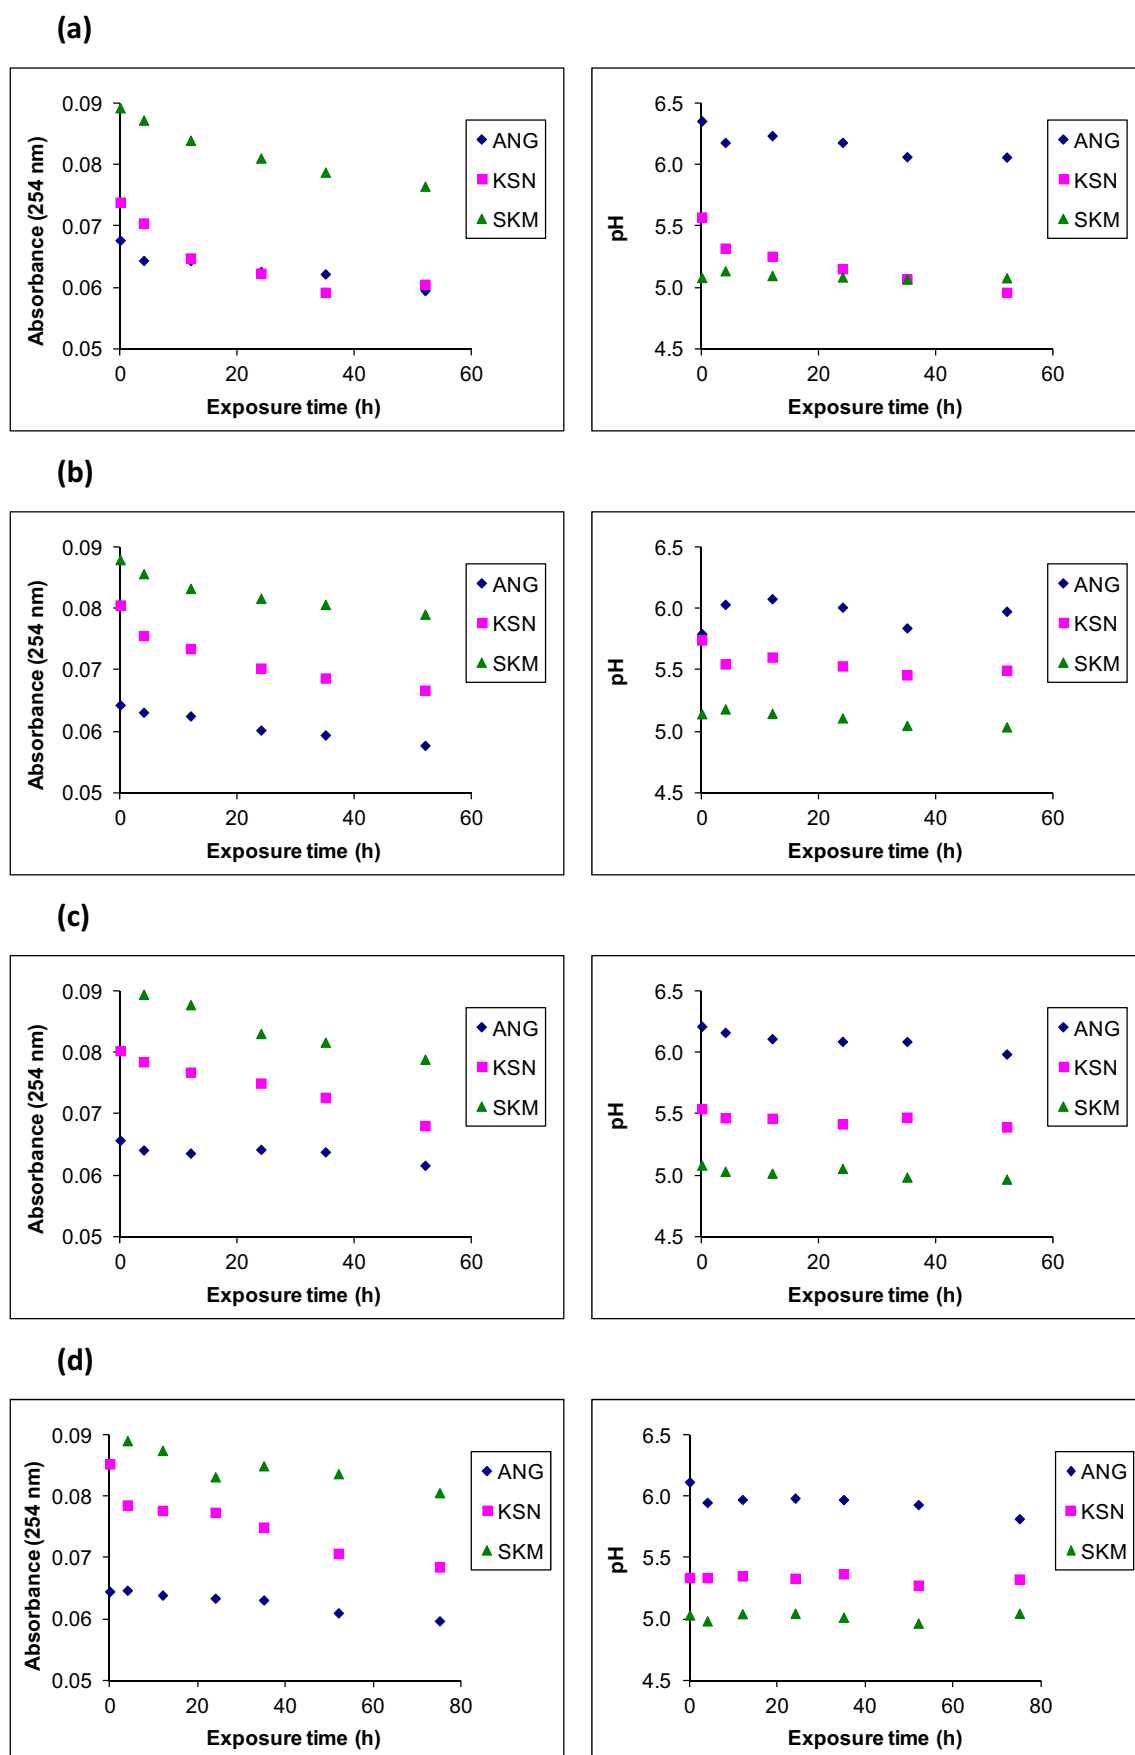 (a)
0.09
0.08
0.07
0.06
0.05
Absorbance (254 nm)
0 20 40 60
Exposure time (h)
ANG
KSN
SKM
6.5
6.0
5.5
5.0
4.5
pH
0 20 40 60
Exposure time (h)
ANG
KSN
SKM
(b)
0.09
0.08
0.07
0.06
0.05
Absorbance (254 nm)
0 20 40 60
Exposure time (h)
ANG
KSN
SKM
6.5
6.0
5.5
5.0
4.5
pH
0 20 40 60
Exposure time (h)
ANG
KSN
SKM
(c)
0.09
0.08
0.07
0.06
0.05
Absorbance (254 nm)
0 20 40 60
Exposure time (h)
ANG
KSN
SKM
6.5
6.0
5.5
5.0
4.5
pH
0 20 40 60
Exposure time (h)
ANG
KSN
SKM
(d)
0.09
0.08
0.07
0.06
0.05
Absorbance (254 nm)
0 20 40 60 80
Exposure time (h)
ANG
KSN
SKM
6.5
6.0
5.5
5.0
4.5
pH
0 20 40 60 80
Exposure time (h)
ANG
KSN
SKM